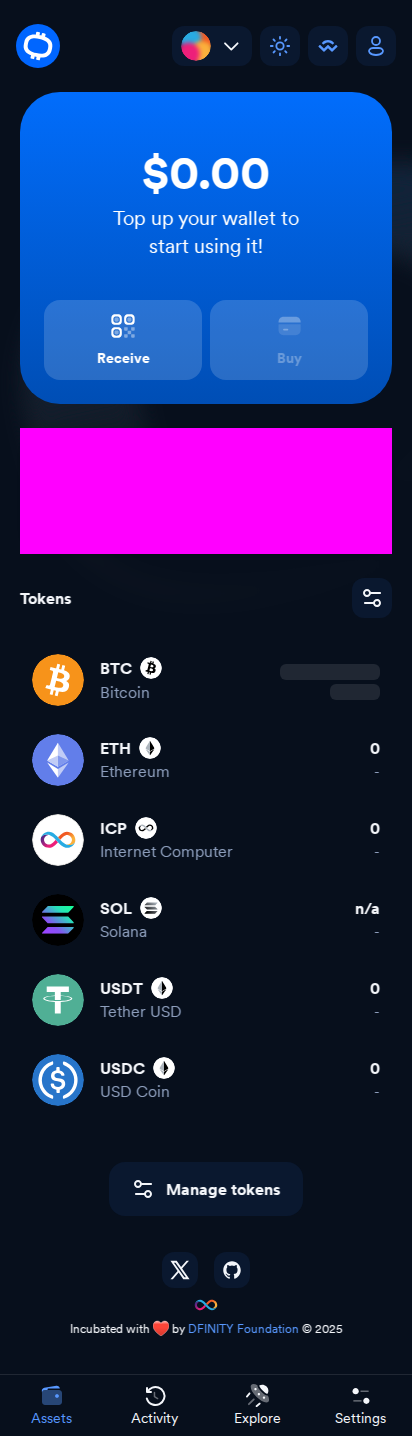 $0.00
Top up your wallet to
start using it!
Receive
Buy
Tokens
BTC
Bitcoin
ETH
0
Ethereum
-
ICP
0
Internet Computer
-
SOL
n/a
Solana
-
USDT
0
Tether USD
-
USDC
0
USD Coin
-
Manage tokens
Incubated with ❤️ by DFINITY Foundation © 2025
Assets
Activity
Explore
Settings